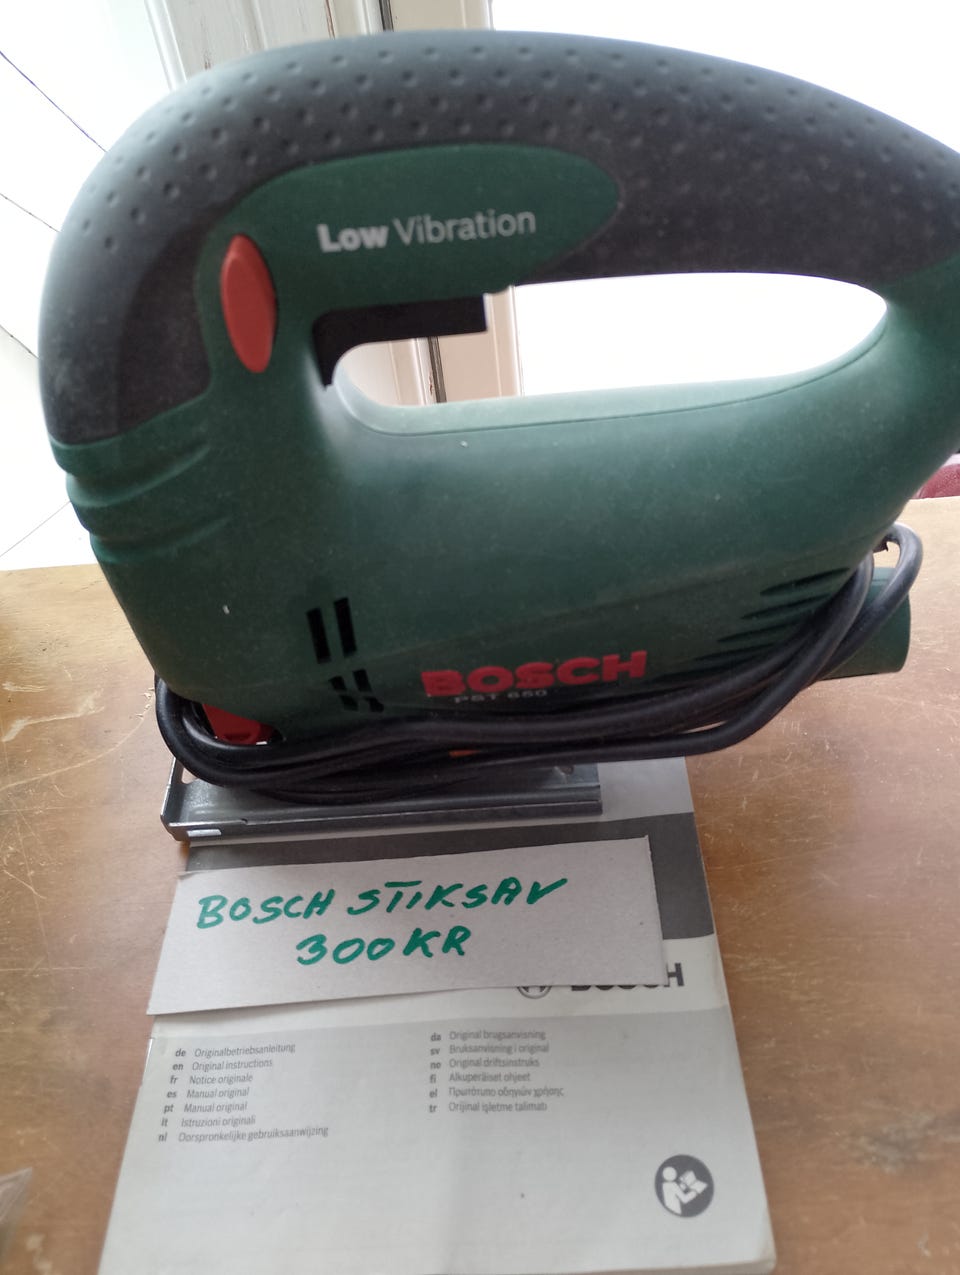 Low Vibration
BOSCH
PST 650
BOSCH STIKSAV
300KR
BOSCH
de Originalbetriebsanleitung
en Original instructions
fr Notice originale
es Manual original
pt Manual original
it Istruzioni originali
nl Oorspronkelijke gebruiksaanwijzing
da Original brugsanvisning
sv Bruksanvisning i original
no Original driftsinstruks
fi Alkuperäiset ohjeet
el Πρωτότυπο οδηγιών χρήσης
tr Orijinal işletme talimatı